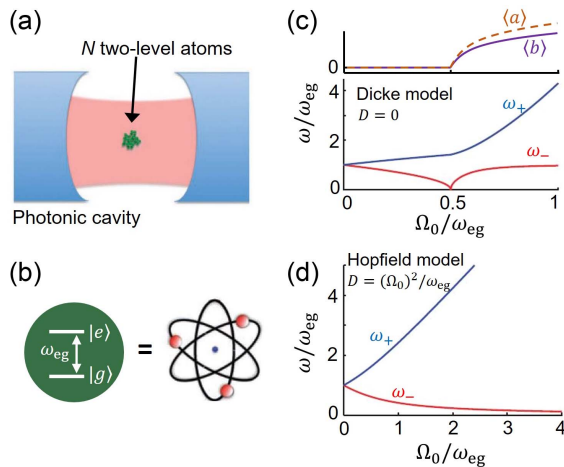 (a)
N two-level atoms
Photonic cavity
(b)
|e⟩
ω_eg
|g⟩
=
(c)
⟨a⟩
⟨b⟩
0
ω/ω_eg
4
2
0
Dicke model
D = 0
ω_+
ω_−
0
0.5
1
Ω_0/ω_eg
(d)
Hopfield model
D = (Ω_0)^2/ω_eg
ω/ω_eg
4
2
0
ω_+
ω_−
0 1 2 3 4
Ω_0/ω_eg